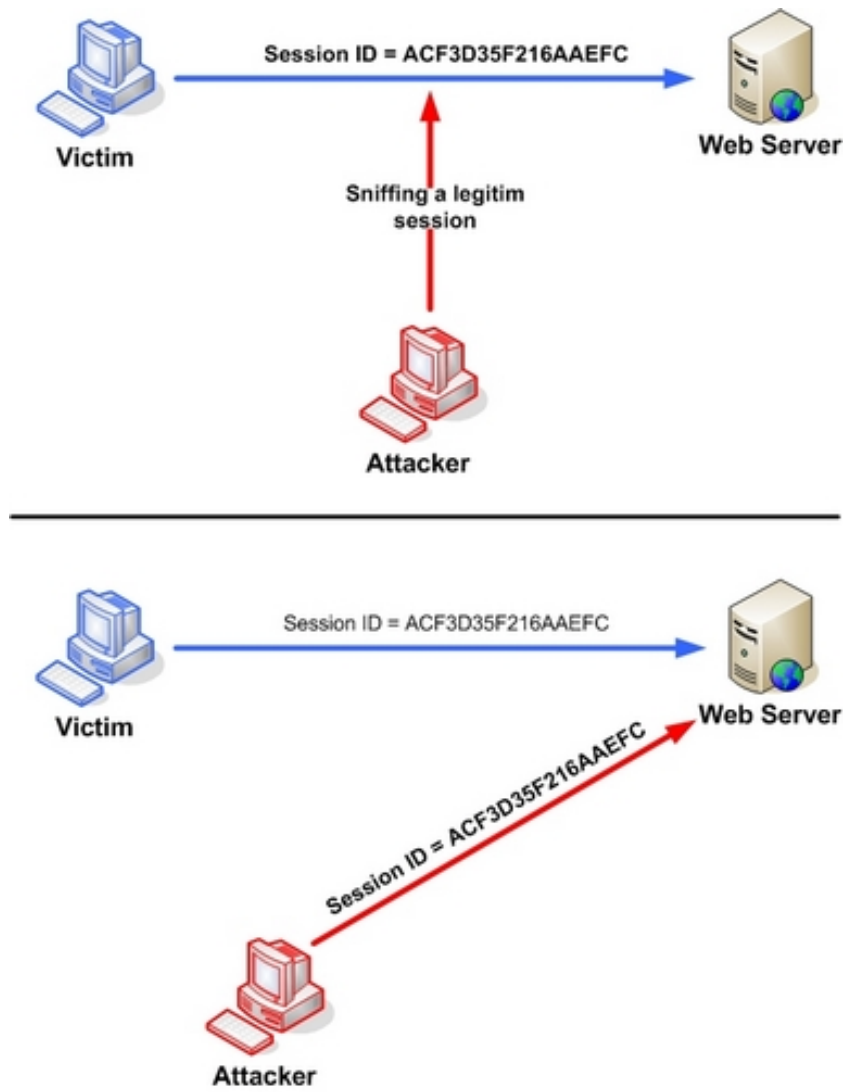 Session ID = ACF3D35F216AAEFC
Victim
Web Server
Sniffing a legitim
session
Attacker
Session ID = ACF3D35F216AAEFC
Victim
Web Server
Session ID = ACF3D35F216AAEFC
Attacker